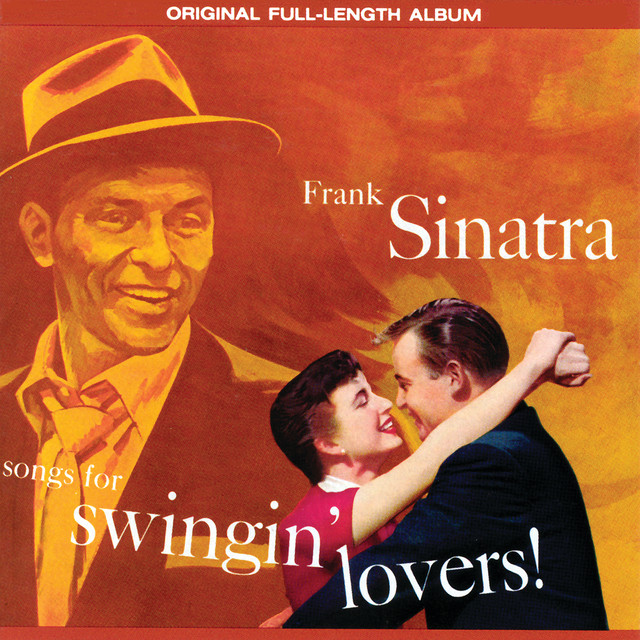 ORIGINAL FULL-LENGTH ALBUM
Frank
Sinatra
songs for
swingin'
lovers!